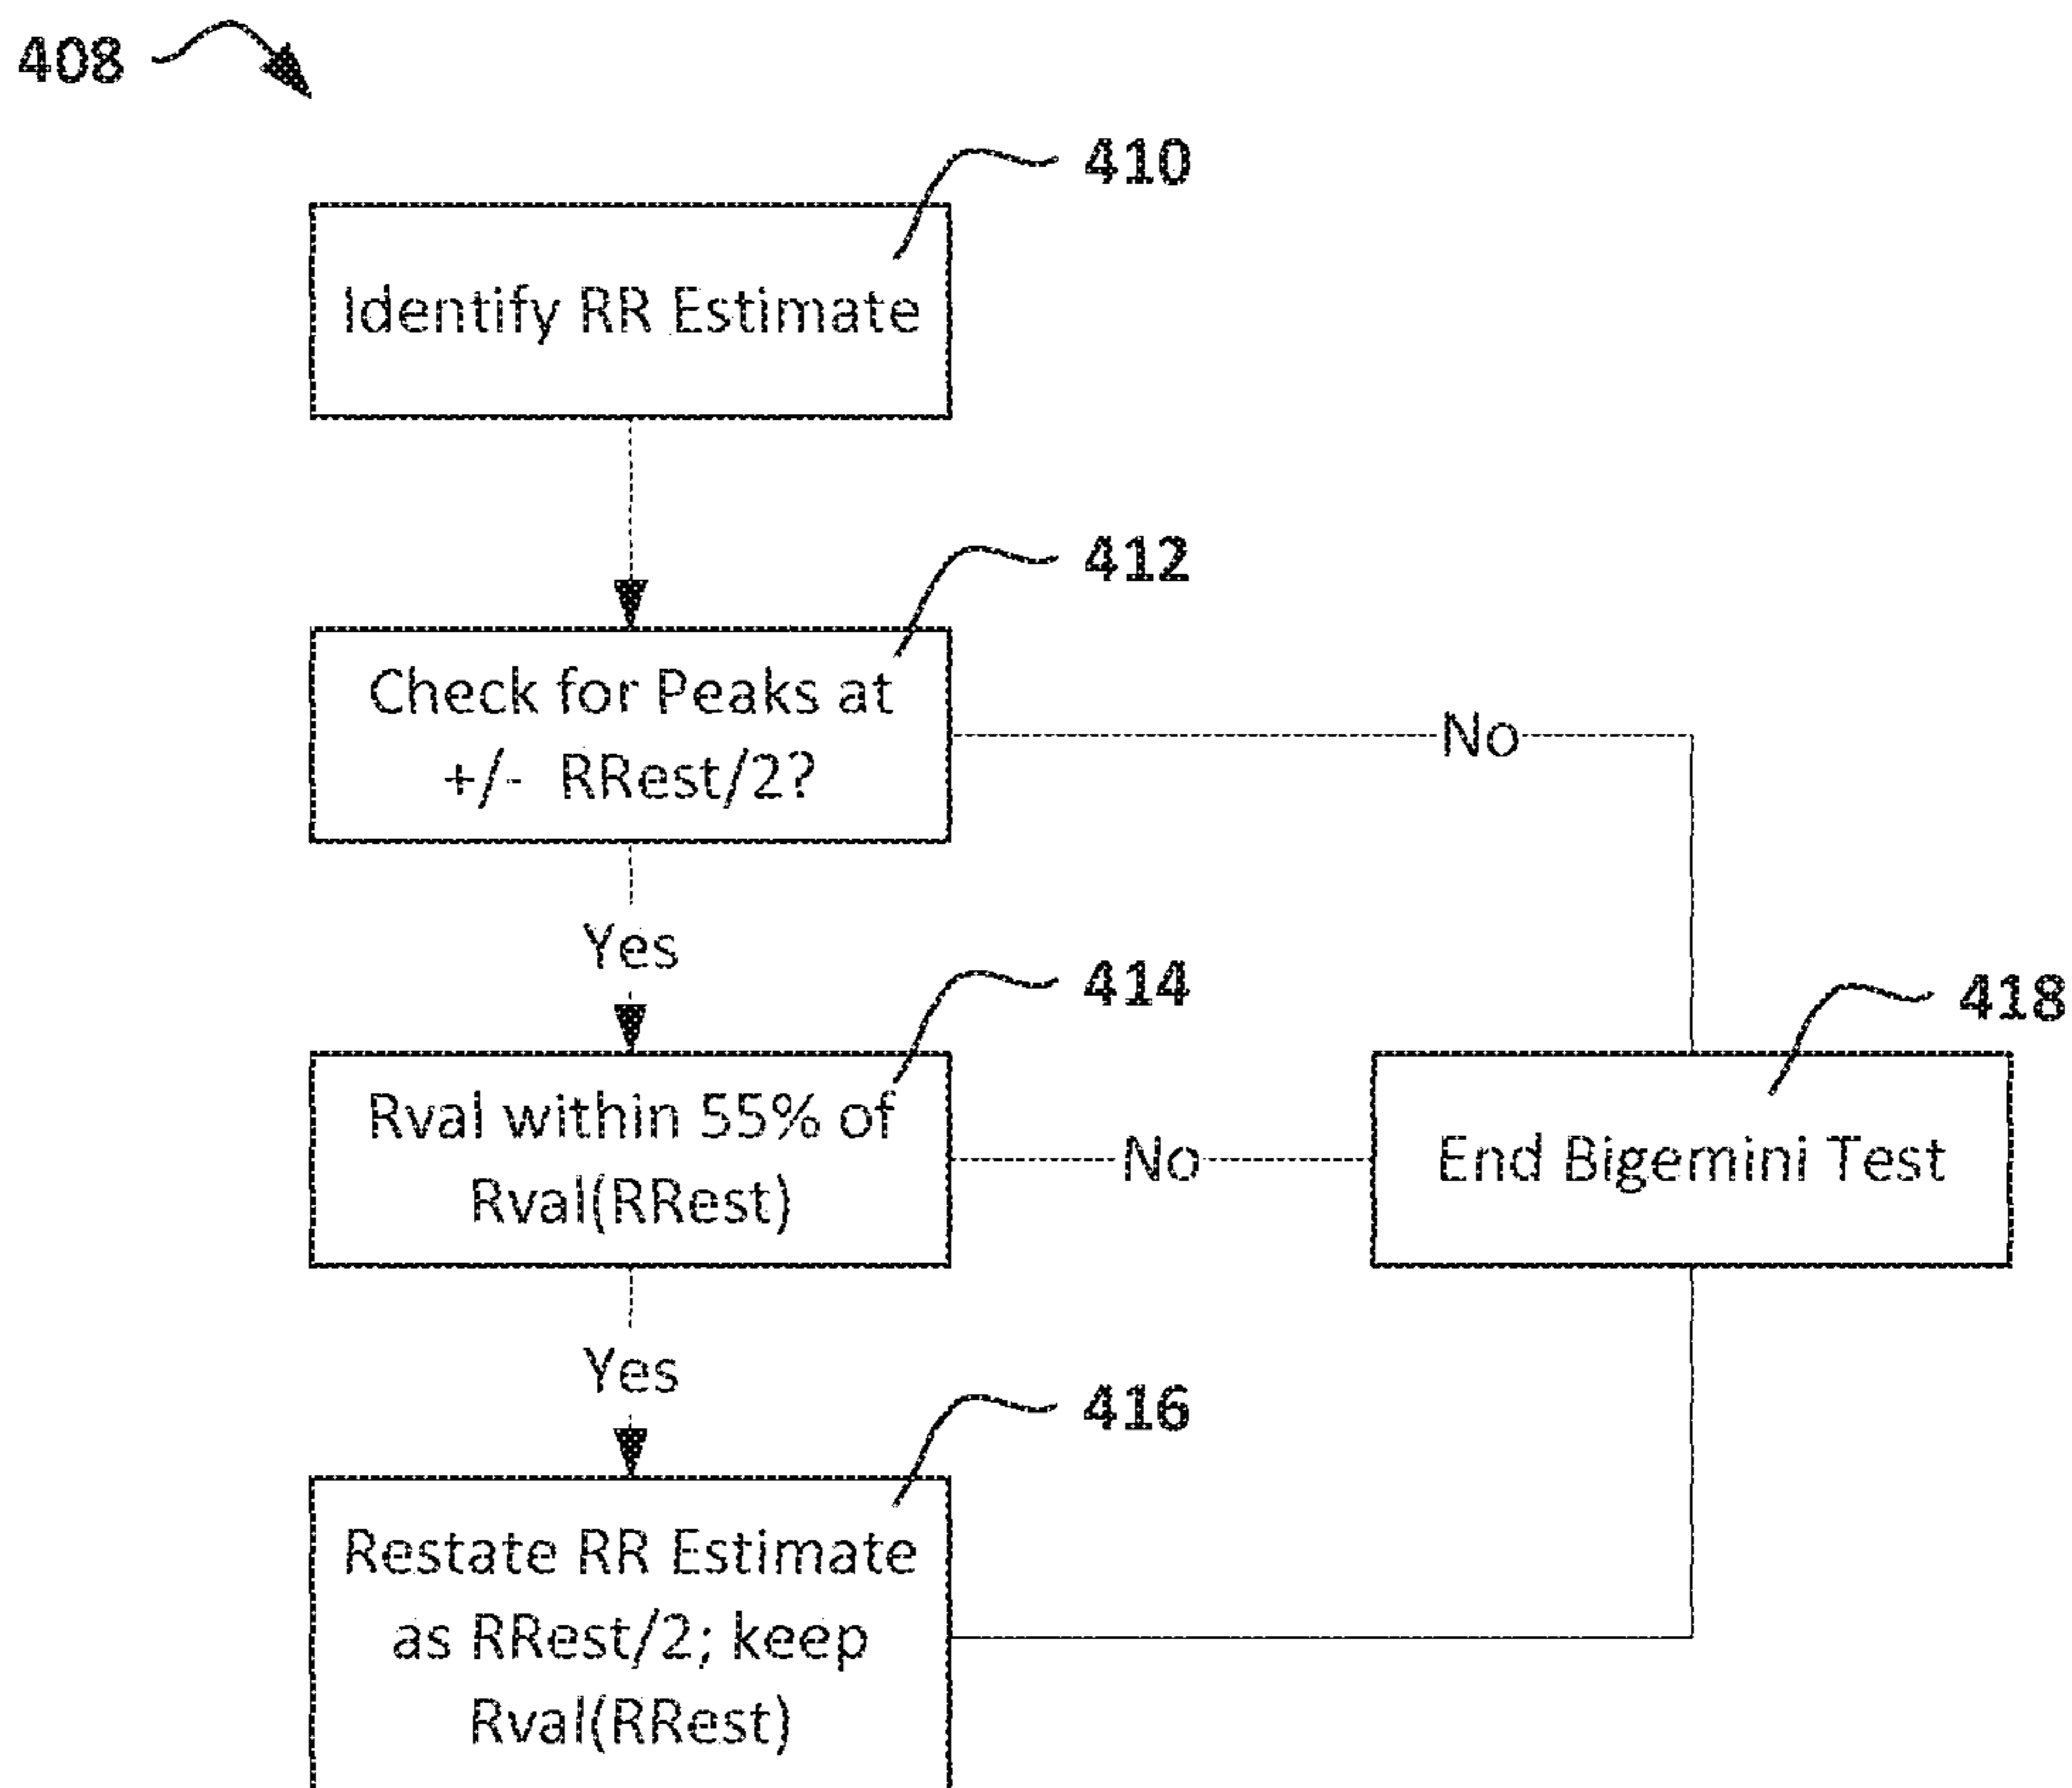 408
410
Identify RR Estimate
412
Check for Peaks at
+/- RRest/2?
No
Yes
414
418
Rval within 55% of
Rval(RRest)
No
End Bigemini Test
Yes
416
Restate RR Estimate
as RRest/2; keep
Rval(RRest)